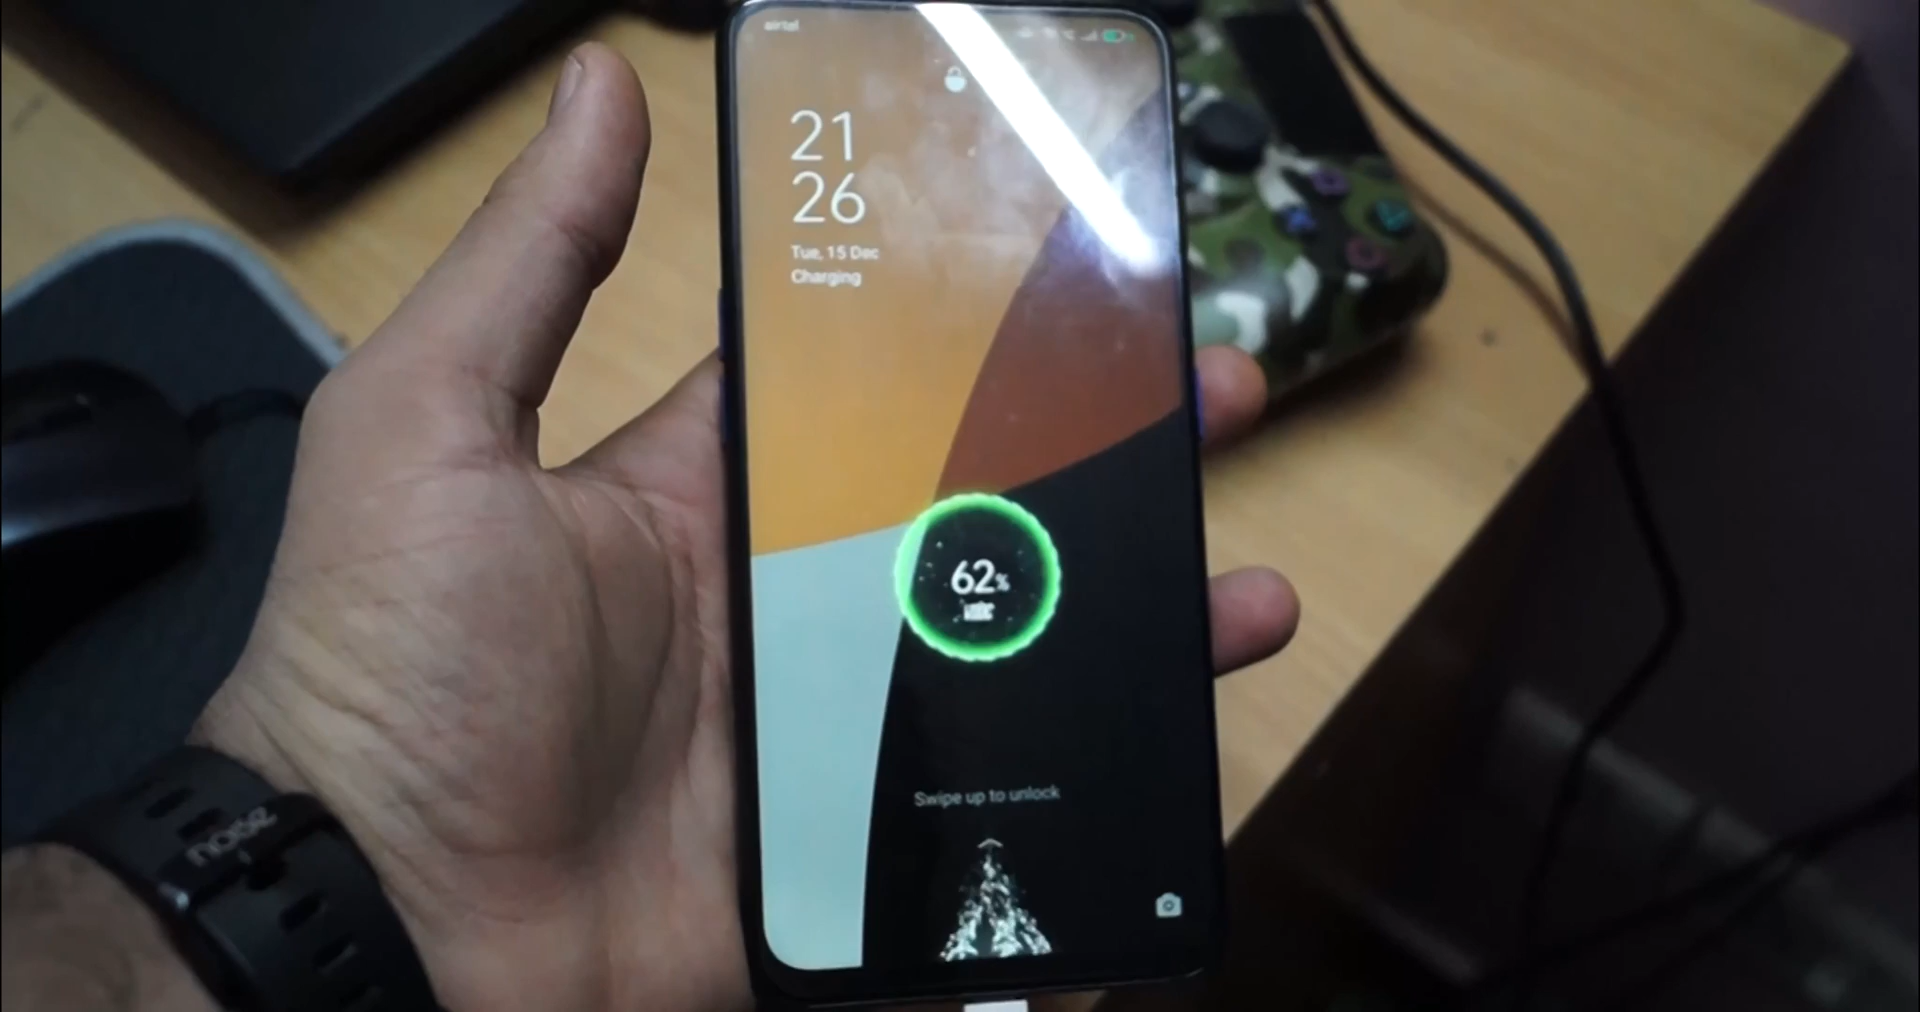 airtel
21
26
Tue, 15 Dec
Charging
62%
Swipe up to unlock
noise